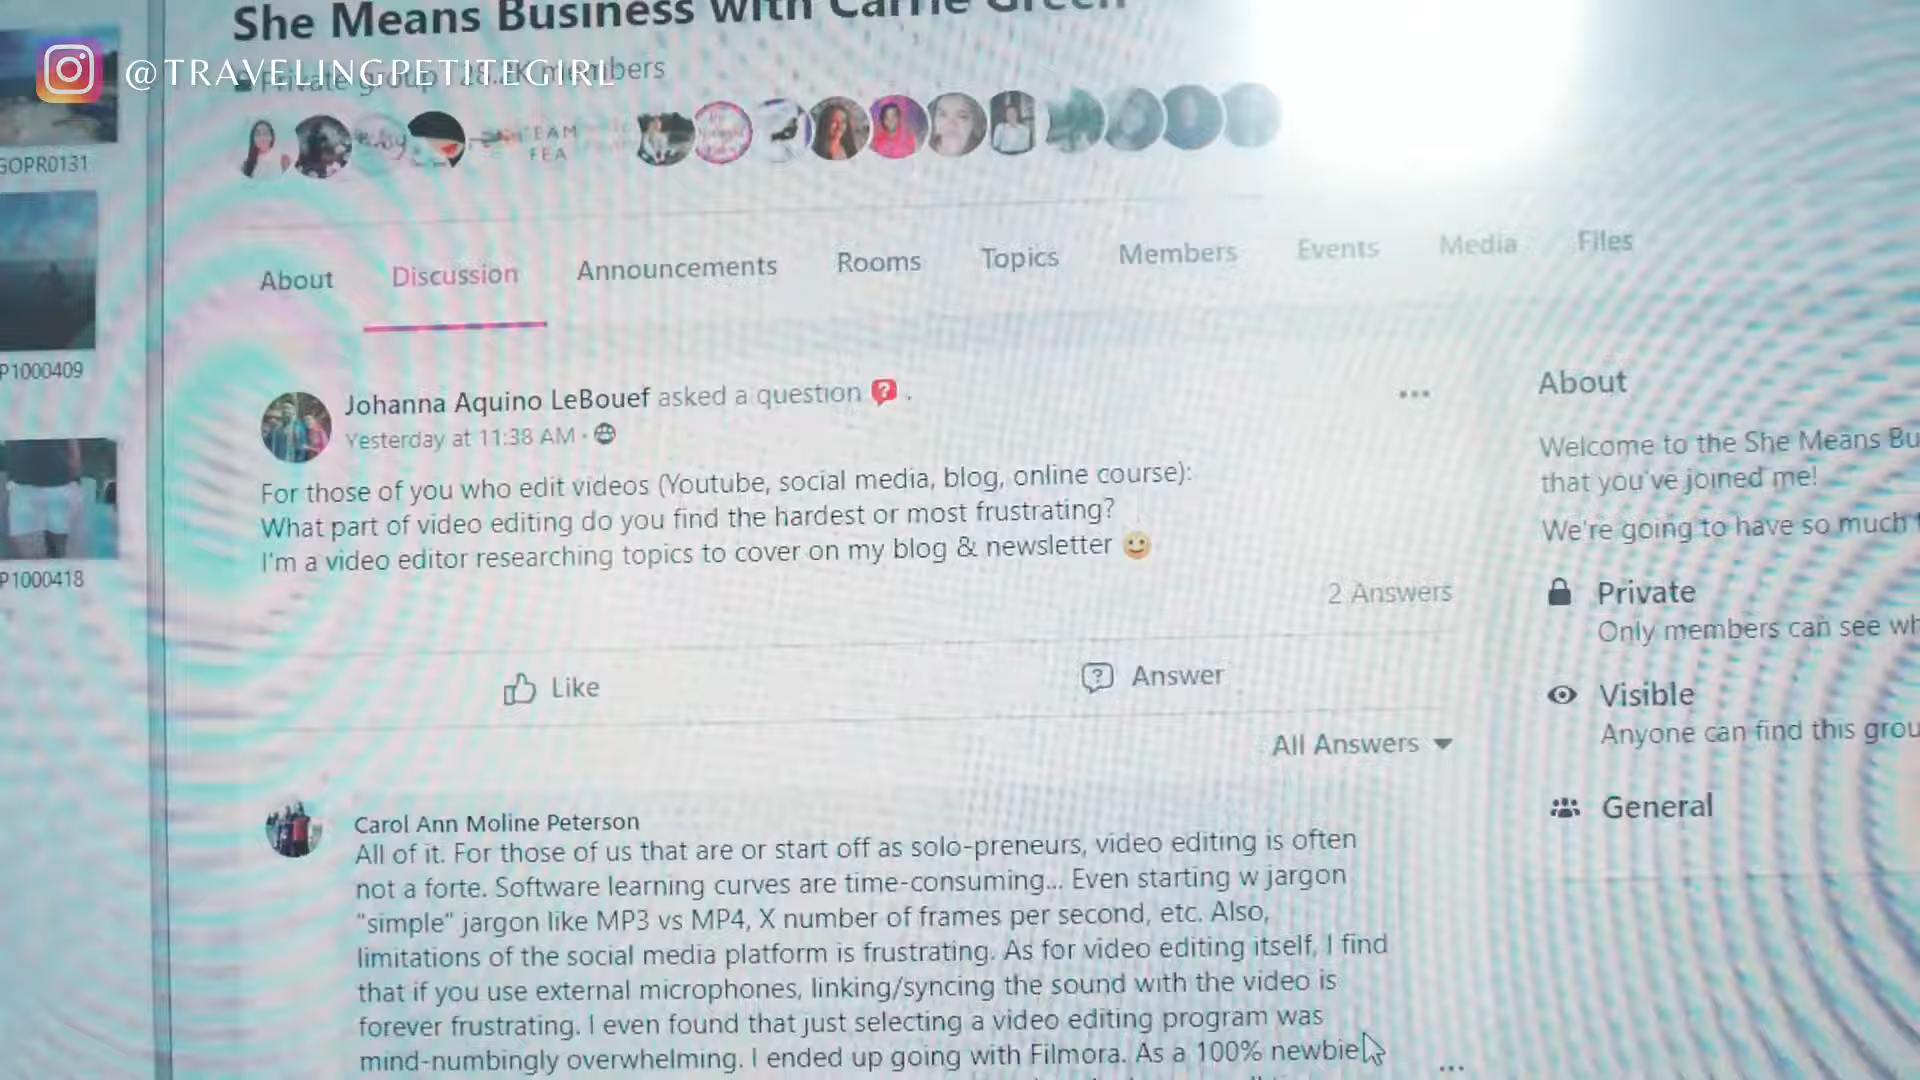 She Means Business with Carrie Green
@TRAVELINGPETITEGIRL
Private group members
GOPR0131
TEAM
FEA
About Discussion Announcements Rooms Topics Members Events Media Files
P1000409
Johanna Aquino LeBouef asked a question .
Yesterday at 11:38 AM ·
For those of you who edit videos (Youtube, social media, blog, online course):
What part of video editing do you find the hardest or most frustrating?
I'm a video editor researching topics to cover on my blog & newsletter
2 Answers
Like
Answer
All Answers
P1000418
About
Welcome to the She Means Bu
that you've joined me!
We're going to have so much
Private
Only members can see wh
Visible
Anyone can find this grou
General
Carol Ann Moline Peterson
All of it. For those of us that are or start off as solo-preneurs, video editing is often
not a forte. Software learning curves are time-consuming... Even starting w jargon
"simple" jargon like MP3 vs MP4, X number of frames per second, etc. Also,
limitations of the social media platform is frustrating. As for video editing itself, I find
that if you use external microphones, linking/syncing the sound with the video is
forever frustrating. I even found that just selecting a video editing program was
mind-numbingly overwhelming. I ended up going with Filmora. As a 100% newbie